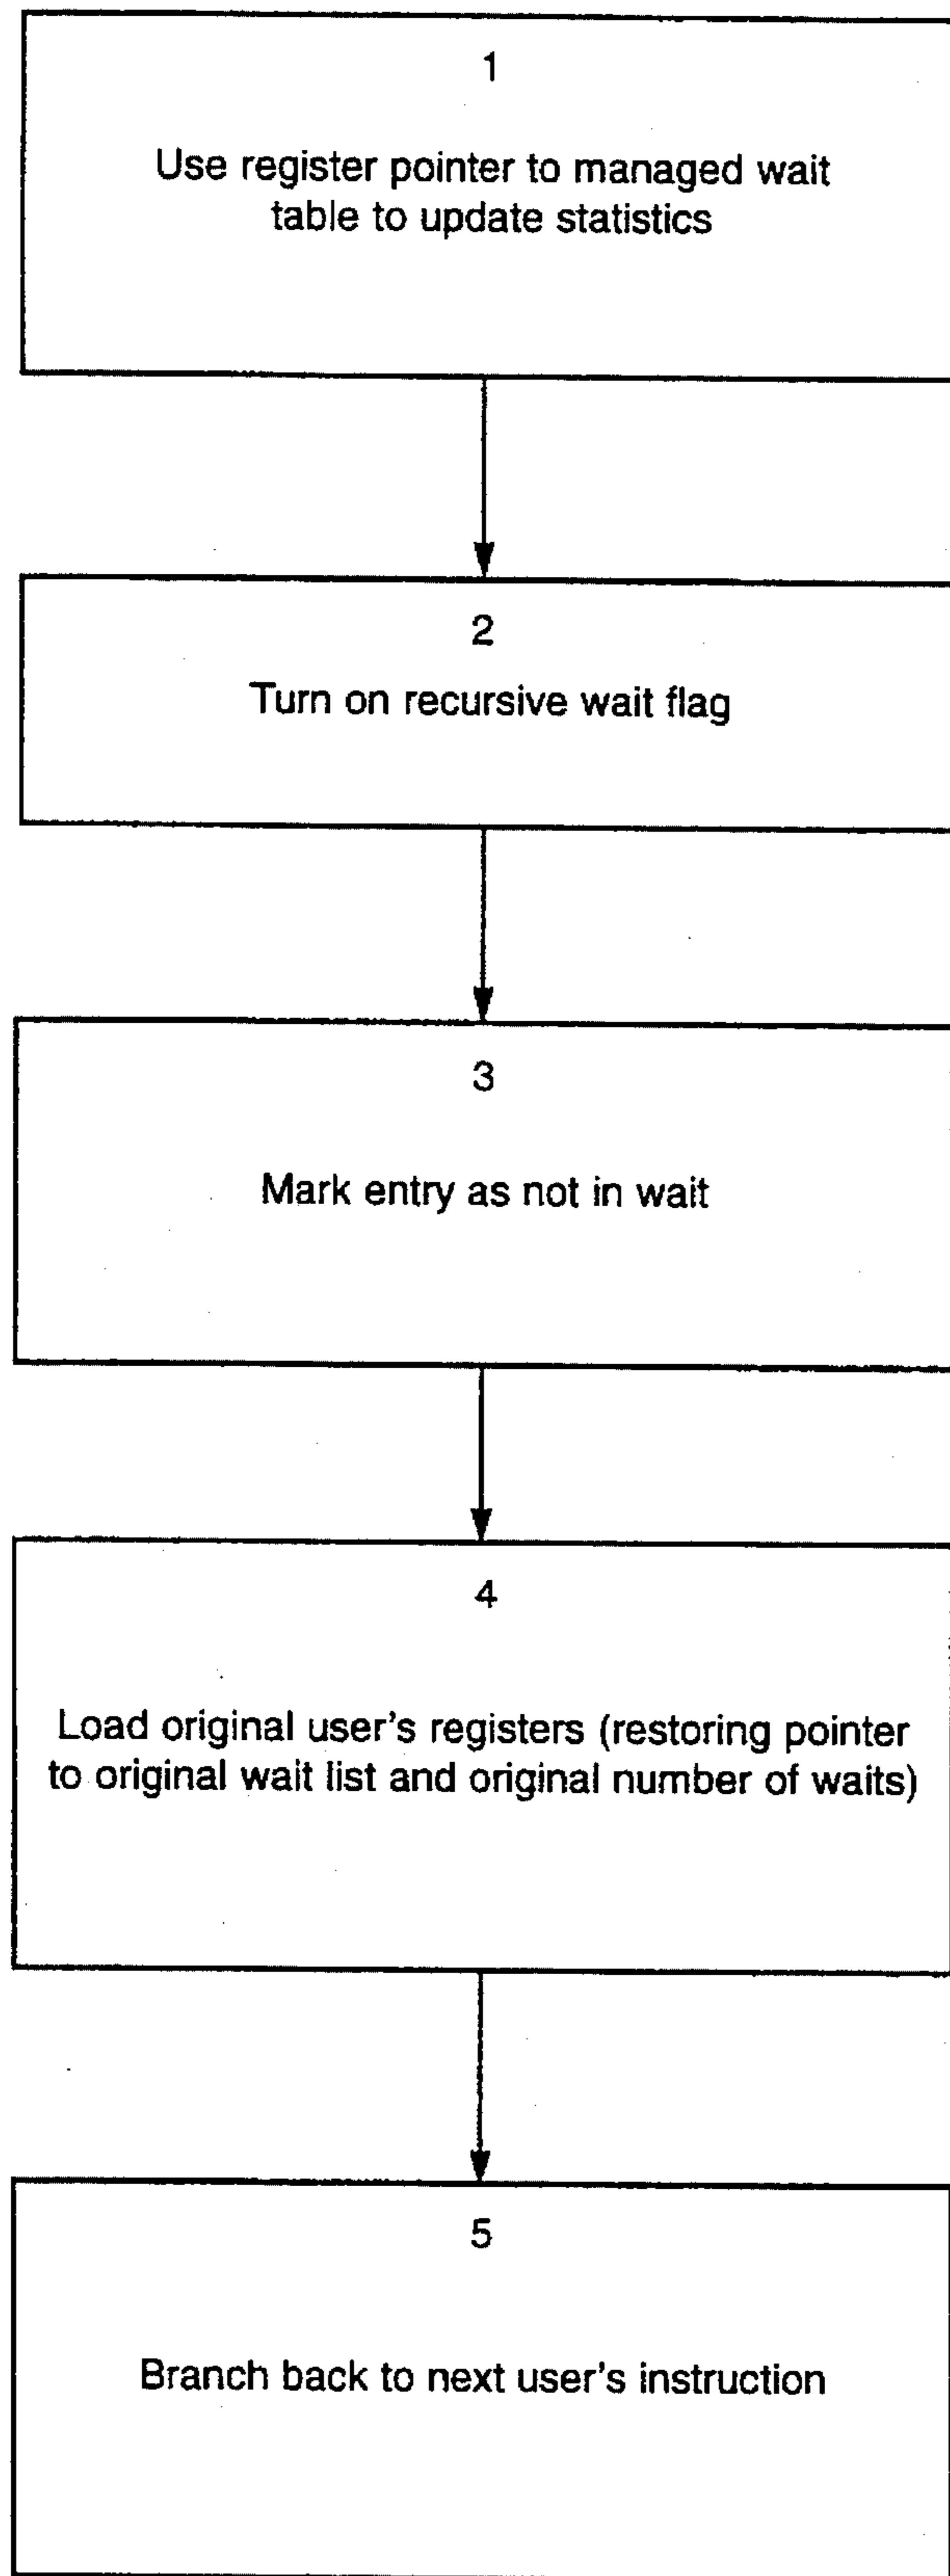 1
Use register pointer to managed wait
table to update statistics
2
Turn on recursive wait flag
3
Mark entry as not in wait
4
Load original user's registers (restoring pointer
to original wait list and original number of waits)
5
Branch back to next user's instruction